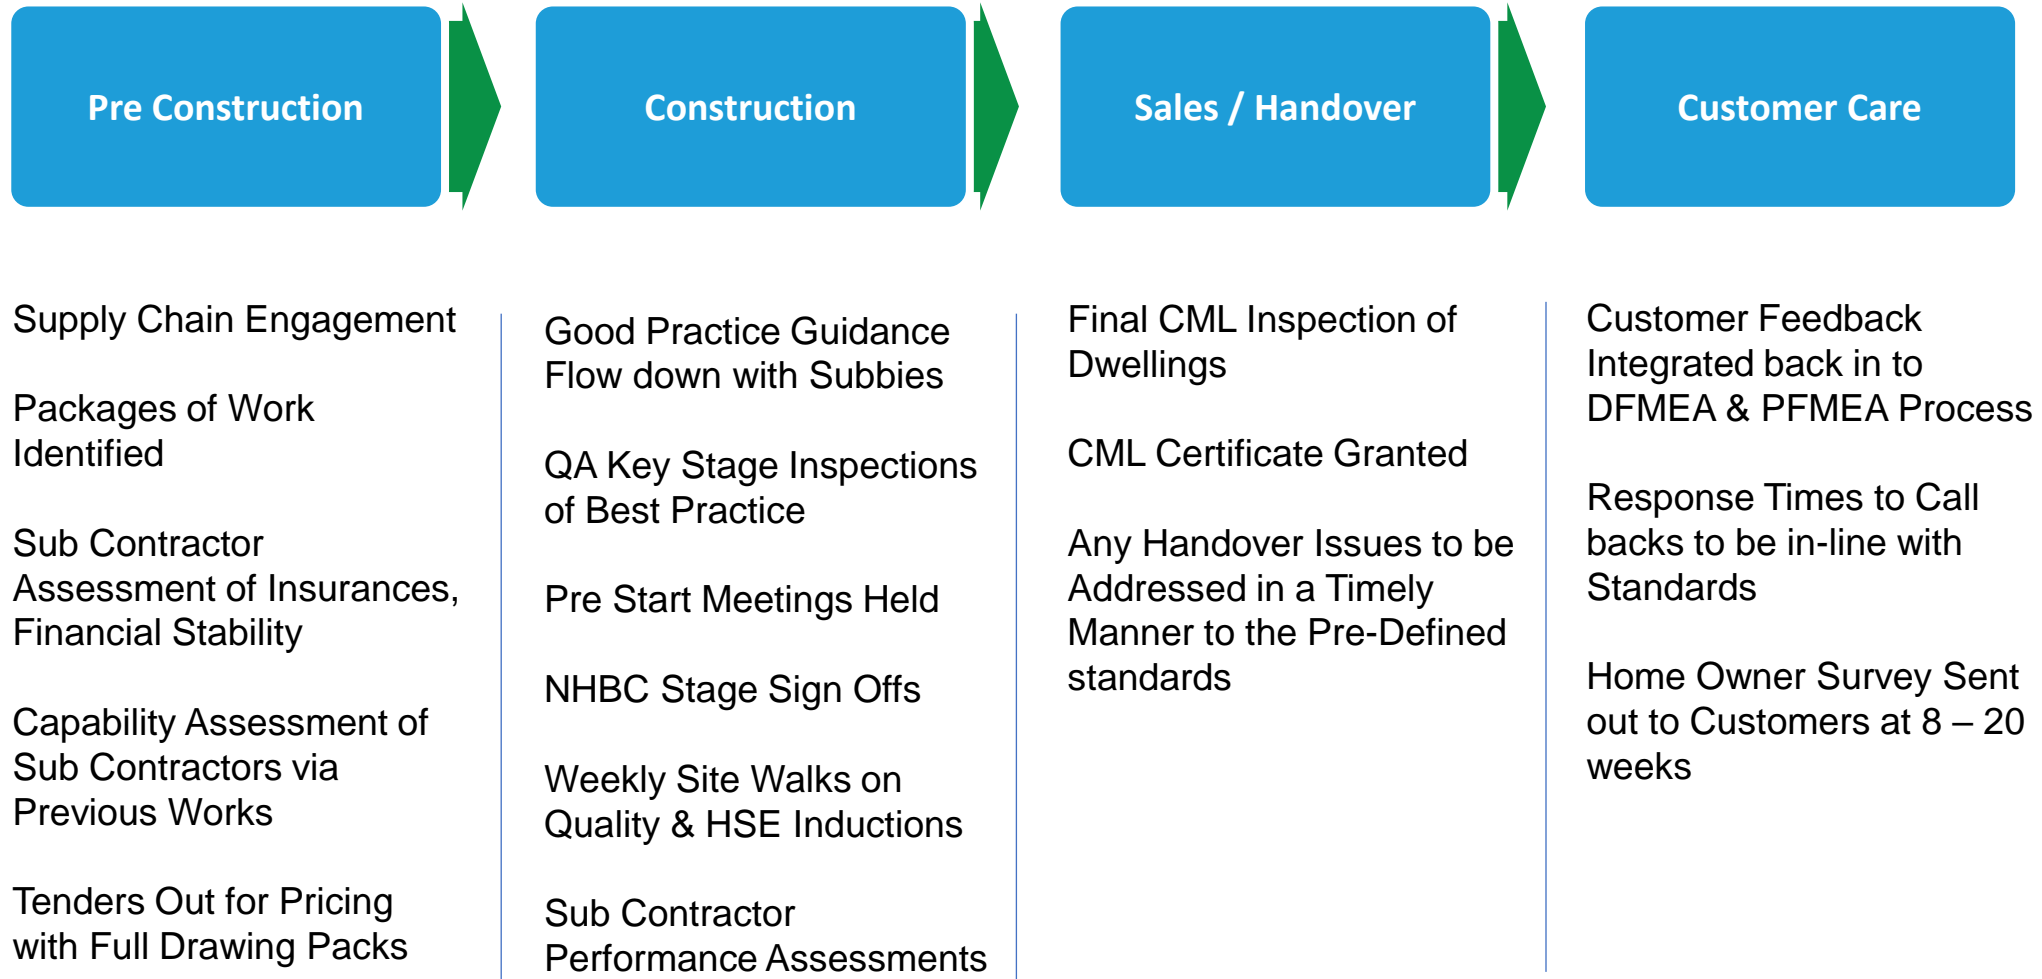 Pre Construction
Construction
Sales / Handover
Customer Care
Supply Chain Engagement
Packages of Work
Identified
Sub Contractor
Assessment of Insurances,
Financial Stability
Capability Assessment of
Sub Contractors via
Previous Works
Tenders Out for Pricing
with Full Drawing Packs
Good Practice Guidance
Flow down with Subbies
QA Key Stage Inspections
of Best Practice
Pre Start Meetings Held
NHBC Stage Sign Offs
Weekly Site Walks on
Quality & HSE Inductions
Sub Contractor
Performance Assessments
Final CML Inspection of
Dwellings
CML Certificate Granted
Any Handover Issues to be
Addressed in a Timely
Manner to the Pre-Defined
standards
Customer Feedback
Integrated back in to
DFMEA & PFMEA Process
Response Times to Call
backs to be in-line with
Standards
Home Owner Survey Sent
out to Customers at 8 – 20
weeks